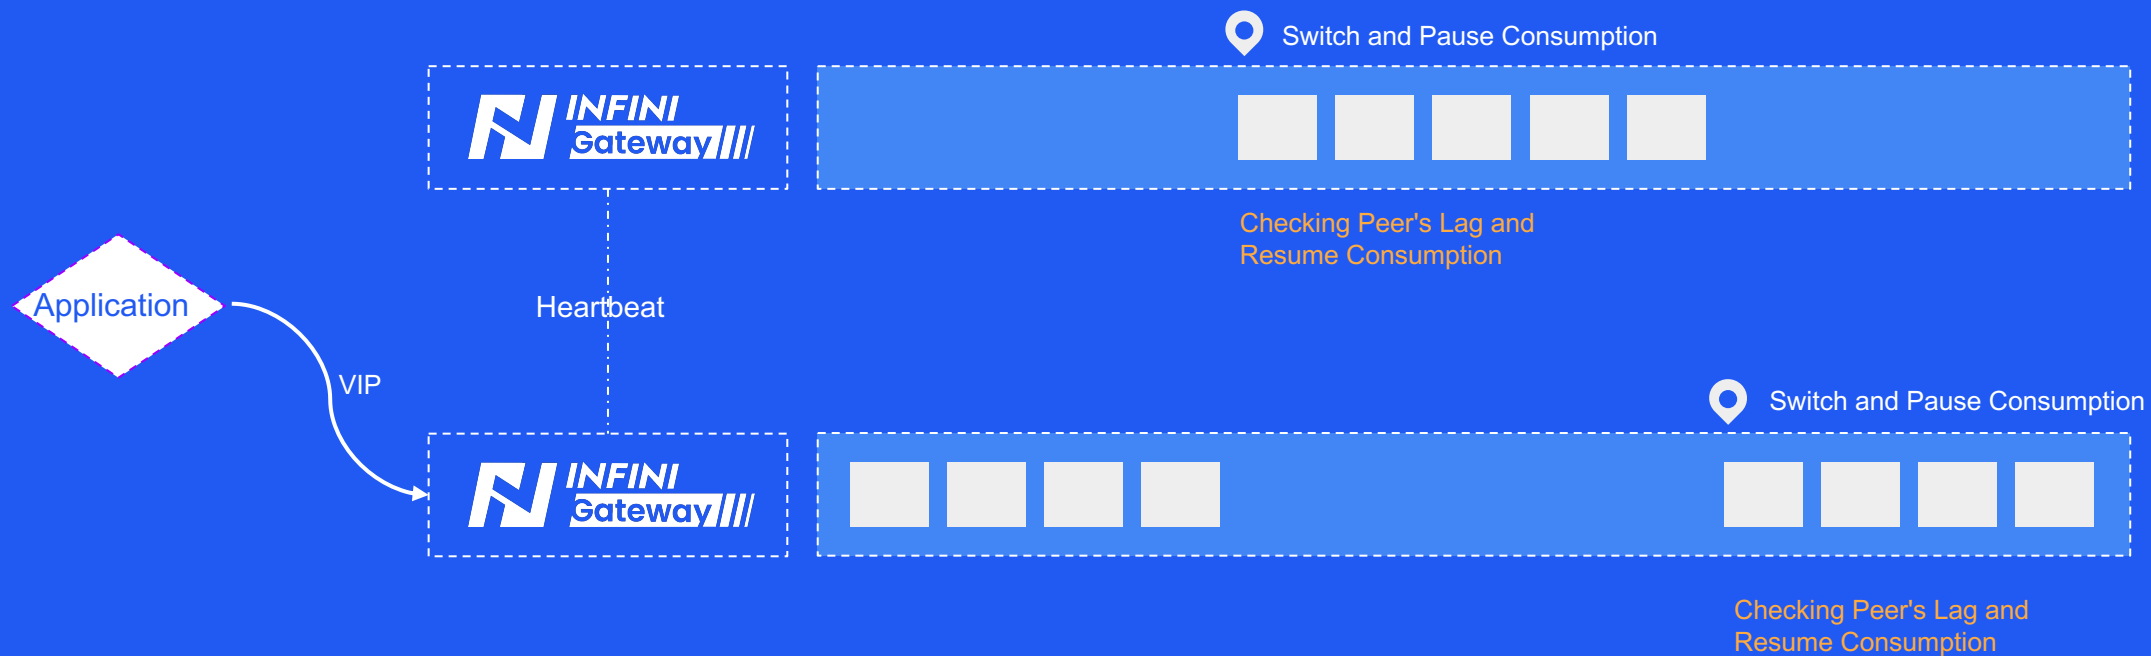 Switch and Pause Consumption
INFINI
Gateway
Checking Peer's Lag and
Resume Consumption
Application
Heartbeat
VIP
Switch and Pause Consumption
INFINI
Gateway
Checking Peer's Lag and
Resume Consumption